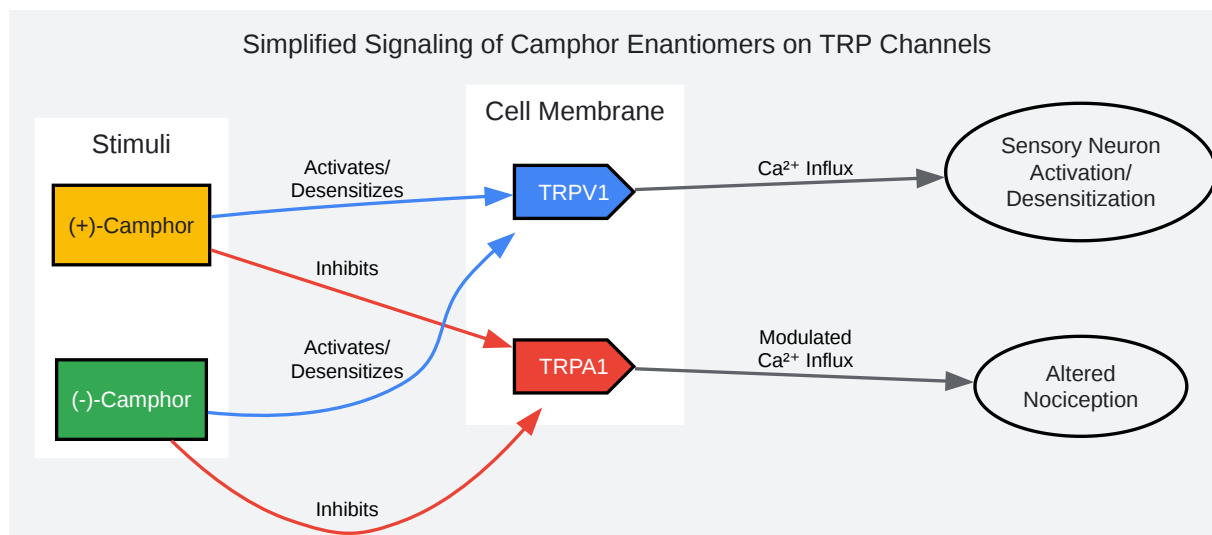 Simplified Signaling of Camphor Enantiomers on TRP Channels
Stimuli
(+)-Camphor
(-)-Camphor
Activates/
Desensitizes
Inhibits
Activates/
Desensitizes
Inhibits
Cell Membrane
TRPV1
TRPA1
Ca²⁺ Influx
Modulated
Ca²⁺ Influx
Sensory Neuron
Activation/
Desensitization
Altered
Nociception